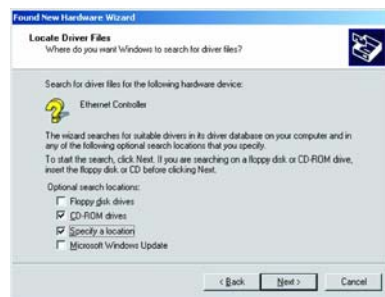 Found New Hardware Wizard
Locate Driver Files
Where do you want Windows to search for driver files?
Search for driver files for the following hardware device:
Ethernet Controller
The wizard searches for suitable drivers in its driver database on your computer and in
any of the following optional search locations that you specify.
To start the search, click Next. If you are searching on a floppy disk or CD-ROM drive,
insert the floppy disk or CD before clicking Next.
Optional search locations:
Floppy disk drives
CD-ROM drives
Specify a location
Microsoft Windows Update
< Back
Next >
Cancel